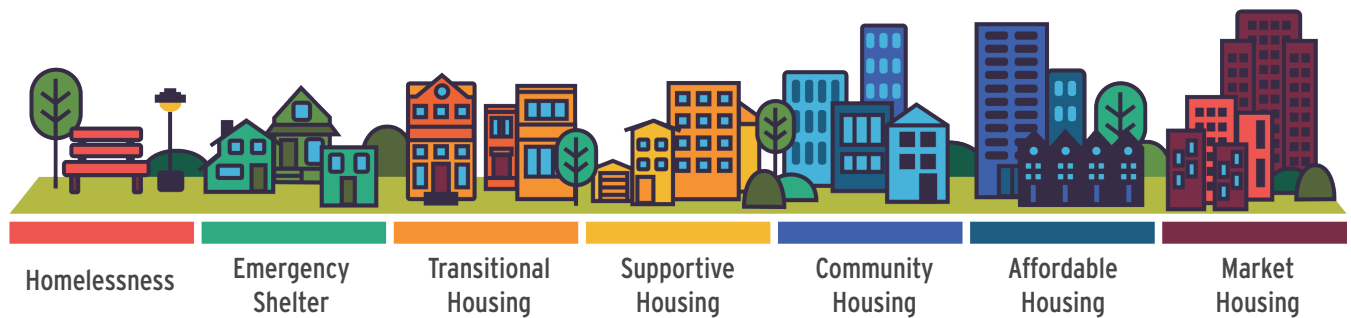 Homelessness
Emergency
Shelter
Transitional
Housing
Supportive
Housing
Community
Housing
Affordable
Housing
Market
Housing